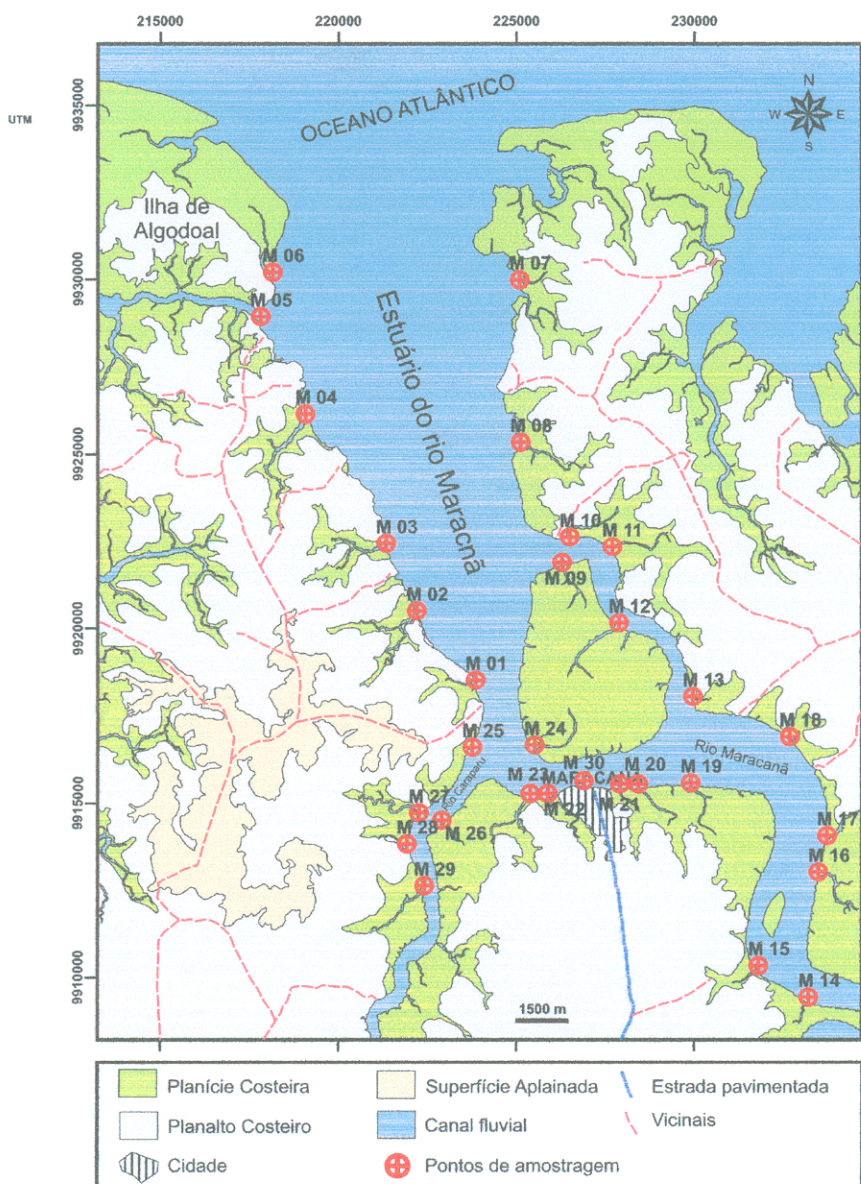 215000 220000 225000 230000
UTM
9935000
9930000
9925000
9920000
9915000
9910000
OCEANO ATLÂNTICO
N
W E
S
Ilha de
Algodoal
M 06
M 07
M 05
Estuário do rio Maracnã
M 04
M 08
M 03
M 10
M 11
M 09
M 02
M 12
M 01
M 13
M 25
M 24
M 18
Rio Maracanã
M 30
M 20
M 19
M 23
M 22
M 21
M 27
M 26
M 28
M 17
M 16
M 29
M 15
M 14
1500 m
Planície Costeira
Superfície Aplainada
Estrada pavimentada
Planalto Costeiro
Canal fluvial
Vicinais
Cidade
Pontos de amostragem